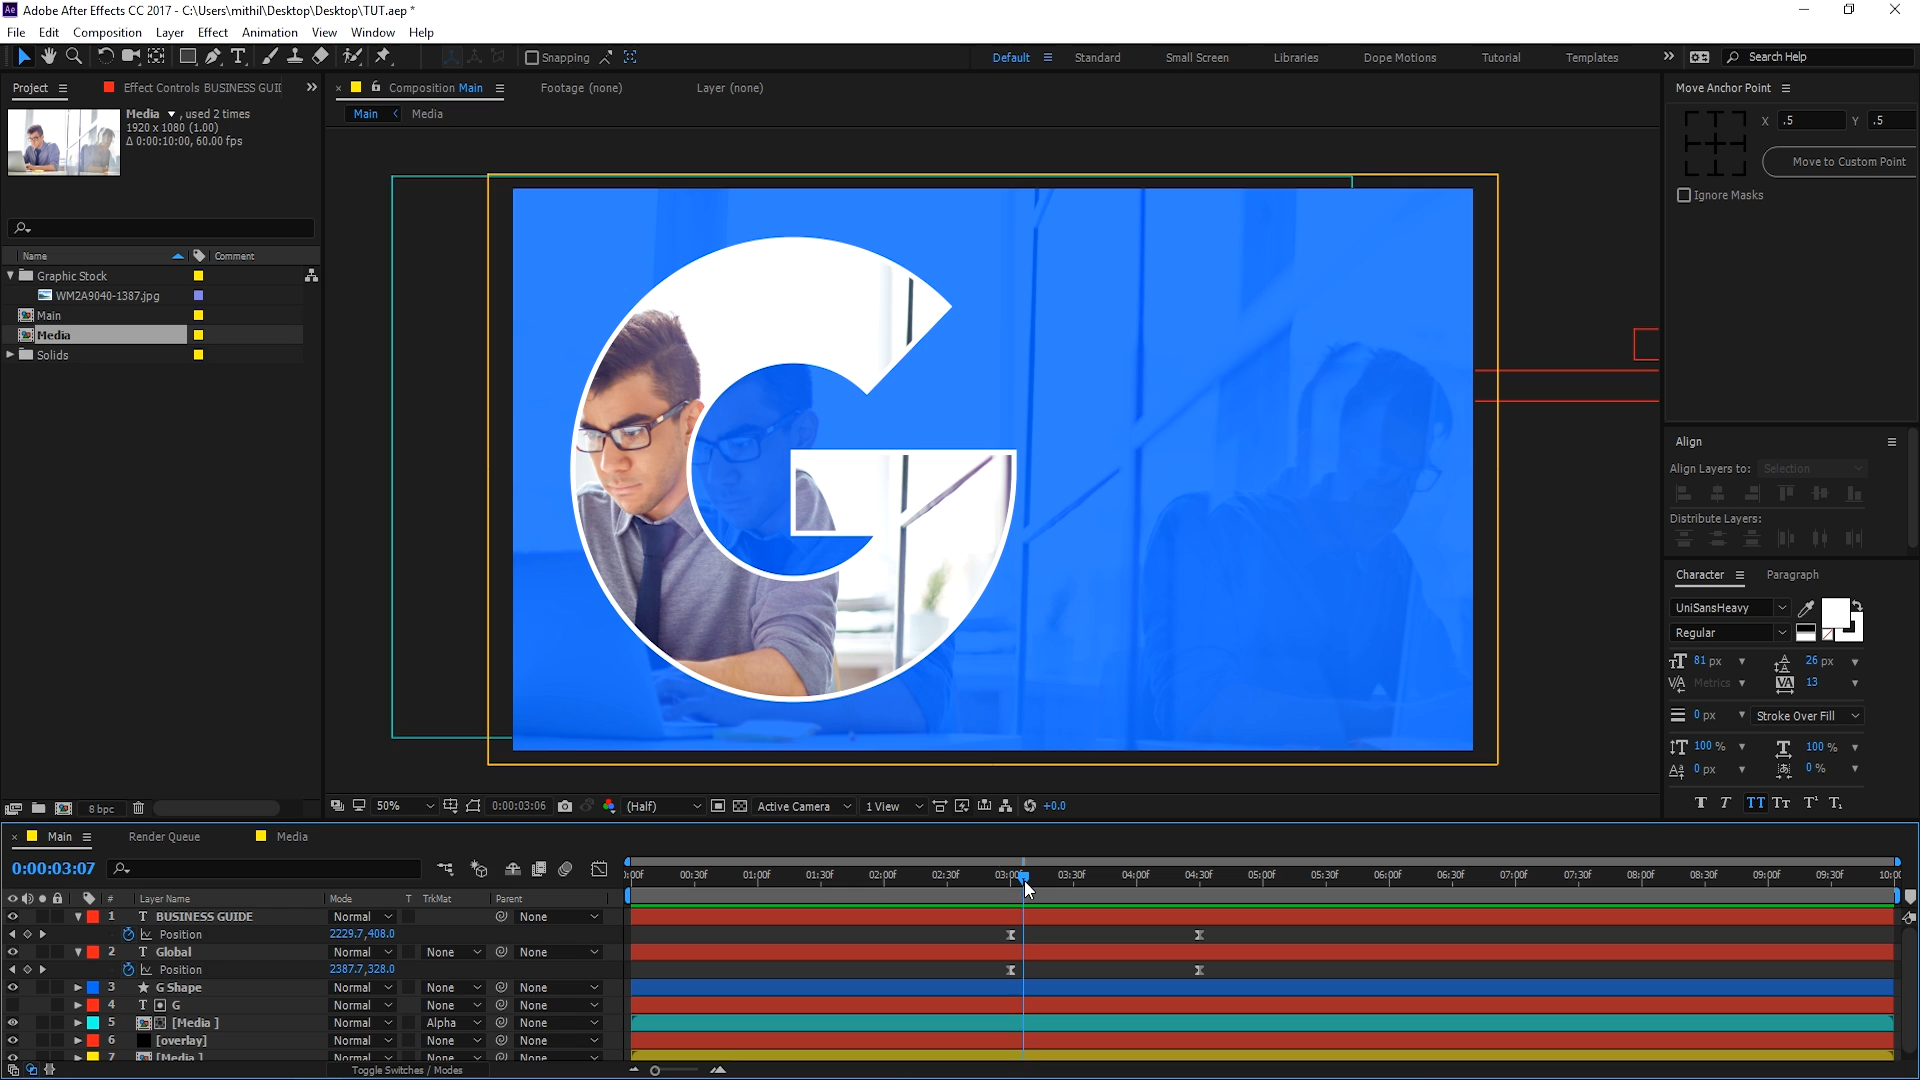 Adobe After Effects CC 2017 - C:\Users\mithil\Desktop\Desktop\TUT.aep *
File Edit Composition Layer Effect Animation View Window Help
Snapping
Default Standard Small Screen Libraries Dope Motions Tutorial Templates Search Help
Project Effect Controls BUSINESS GUI
Composition Main Footage (none) Layer (none)
Main Media
Media , used 2 times
1920 x 1080 (1.00)
Δ 0:00:10:00, 60.00 fps
Name Comment
Graphic Stock
WM2A9040-1387.jpg
Main
Media
Solids
8 bpc
50% 0:00:03:06 (Half) Active Camera 1 View +0.0
Move Anchor Point
X .5 Y .5
Move to Custom Point
Ignore Masks
Align
Align Layers to: Selection
Distribute Layers:
Character Paragraph
UniSansHeavy
Regular
81 px 26 px
Metrics 13
0 px Stroke Over Fill
100 % 100 %
0 px 0 %
Main Render Queue Media
0:00:03:07
):00f 00:30f 01:00f 01:30f 02:00f 02:30f 03:00f 03:30f 04:00f 04:30f 05:00f 05:30f 06:00f 06:30f 07:00f 07:30f 08:00f 08:30f 09:00f 09:30f 10:0(
# Layer Name Mode T TrkMat Parent
1 T BUSINESS GUIDE Normal None
Position 2229.7,408.0
2 T Global Normal None None
Position 2387.7,328.0
3 G Shape Normal None None
4 T G Normal None None
5 [Media ] Normal Alpha None
6 [overlay] Normal None None
7 [Media ] Normal None None
Toggle Switches / Modes